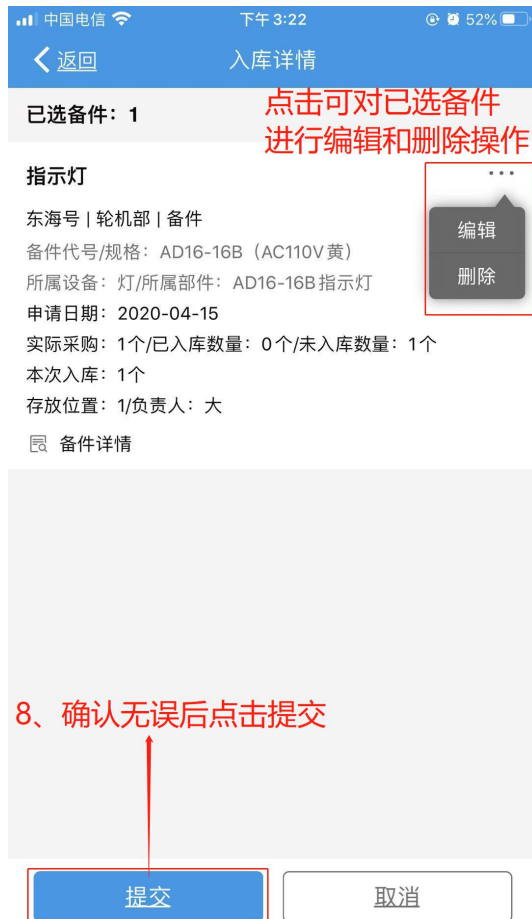 中国电信 下午3:22 52%
返回 入库详情
已选备件：1
点击可对已选备件
进行编辑和删除操作
指示灯
...
编辑
删除
东海号 | 轮机部 | 备件
备件代号/规格：AD16-16B（AC110V黄）
所属设备：灯/所属部件：AD16-16B指示灯
申请日期：2020-04-15
实际采购：1个/已入库数量：0个/未入库数量：1个
本次入库：1个
存放位置：1/负责人：大
备件详情
8、确认无误后点击提交
提交 取消